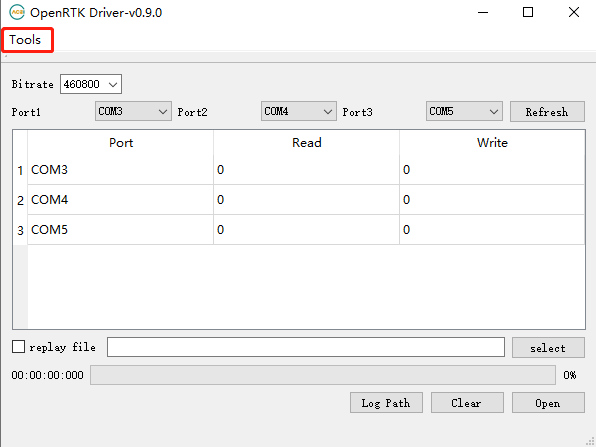 OpenRTK Driver-v0.9.0
Tools
Bitrate 460800
Port1 COM3 Port2 COM4 Port3 COM5 Refresh
Port Read Write
1 COM3 0 0
2 COM4 0 0
3 COM5 0 0
replay file select
00:00:00:000 0%
Log Path Clear Open